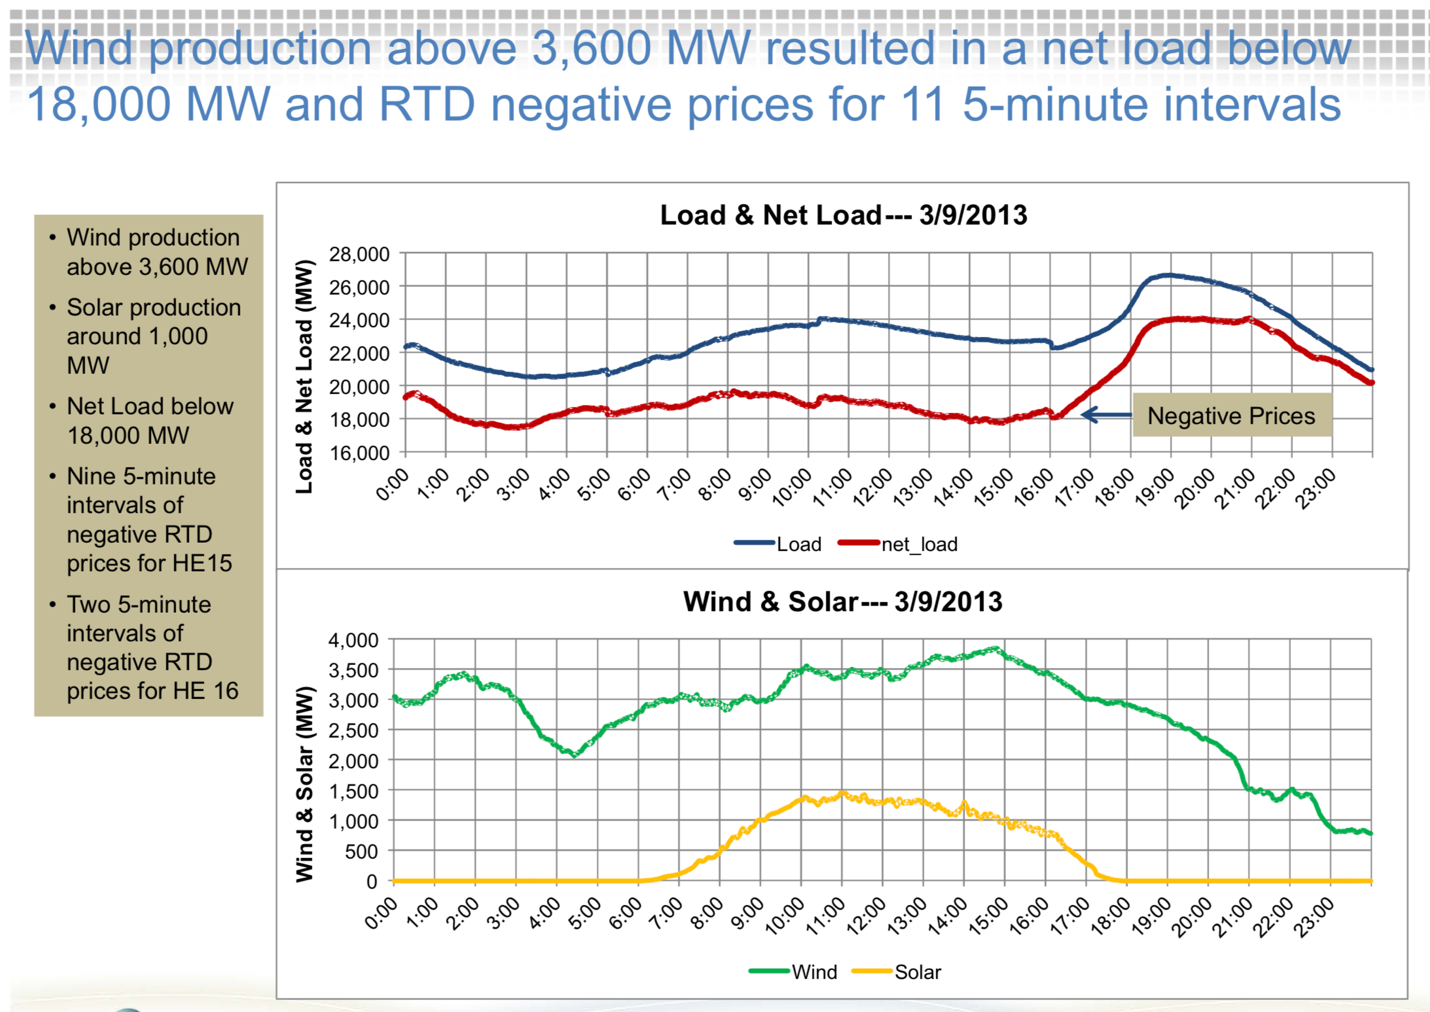 Wind production above 3,600 MW resulted in a net load below
18,000 MW and RTD negative prices for 11 5-minute intervals
• Wind production
above 3,600 MW
• Solar production
around 1,000
MW
• Net Load below
18,000 MW
• Nine 5-minute
intervals of
negative RTD
prices for HE15
• Two 5-minute
intervals of
negative RTD
prices for HE 16
Load & Net Load--- 3/9/2013
Load & Net Load (MW)
28,000
26,000
24,000
22,000
20,000
18,000
16,000
Negative Prices
0:00
1:00
2:00
3:00
4:00
5:00
6:00
7:00
8:00
9:00
10:00
11:00
12:00
13:00
14:00
15:00
16:00
17:00
18:00
19:00
20:00
21:00
22:00
23:00
Load
net_load
Wind & Solar--- 3/9/2013
Wind & Solar (MW)
4,000
3,500
3,000
2,500
2,000
1,500
1,000
500
0
0:00
1:00
2:00
3:00
4:00
5:00
6:00
7:00
8:00
9:00
10:00
11:00
12:00
13:00
14:00
15:00
16:00
17:00
18:00
19:00
20:00
21:00
22:00
23:00
Wind
Solar